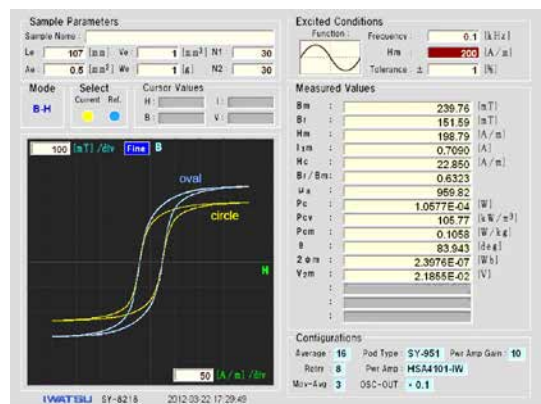 Sample Parameters
Sample Name :
Le : 107 [mm] Ve : 1 [mm³] N1 : 30
Ae : 0.5 [mm²] We 1 [g] N2 : 30
Mode Select Cursor Values
B-H Current Ref. H : I :
B : V :
100 [mT] /div Fine B
oval
circle
H
50 [A/m] /div
IWATSU SY-8218 2012-03-22 17:29:49
Excited Conditions
Function : Frequency : 0.1 [kHz]
Hm : 200 [A/m]
Tolerance : ± 1 [%]
Measured Values
Bm : 239.76 [mT]
Br : 151.59 [mT]
Hm : 198.79 [A/m]
I1m : 0.7090 [A]
Hc : 22.850 [A/m]
Br/Bm: 0.6323
μa : 959.82
Pc : 1.0577E-04 [W]
Pcv : 105.77 [kW/m³]
Pcm : 0.1058 [W/kg]
θ : 83.943 [deg]
2Φm : 2.3976E-07 [Wb]
V2m : 2.1855E-02 [V]
:
:
:
Configurations
Average : 16 Pod Type : SY-951 Pwr Amp Gain : 10
Retry : 8 Pwr Amp : HSA4101-IW
Mov-Avg : 3 OSC-OUT : × 0.1